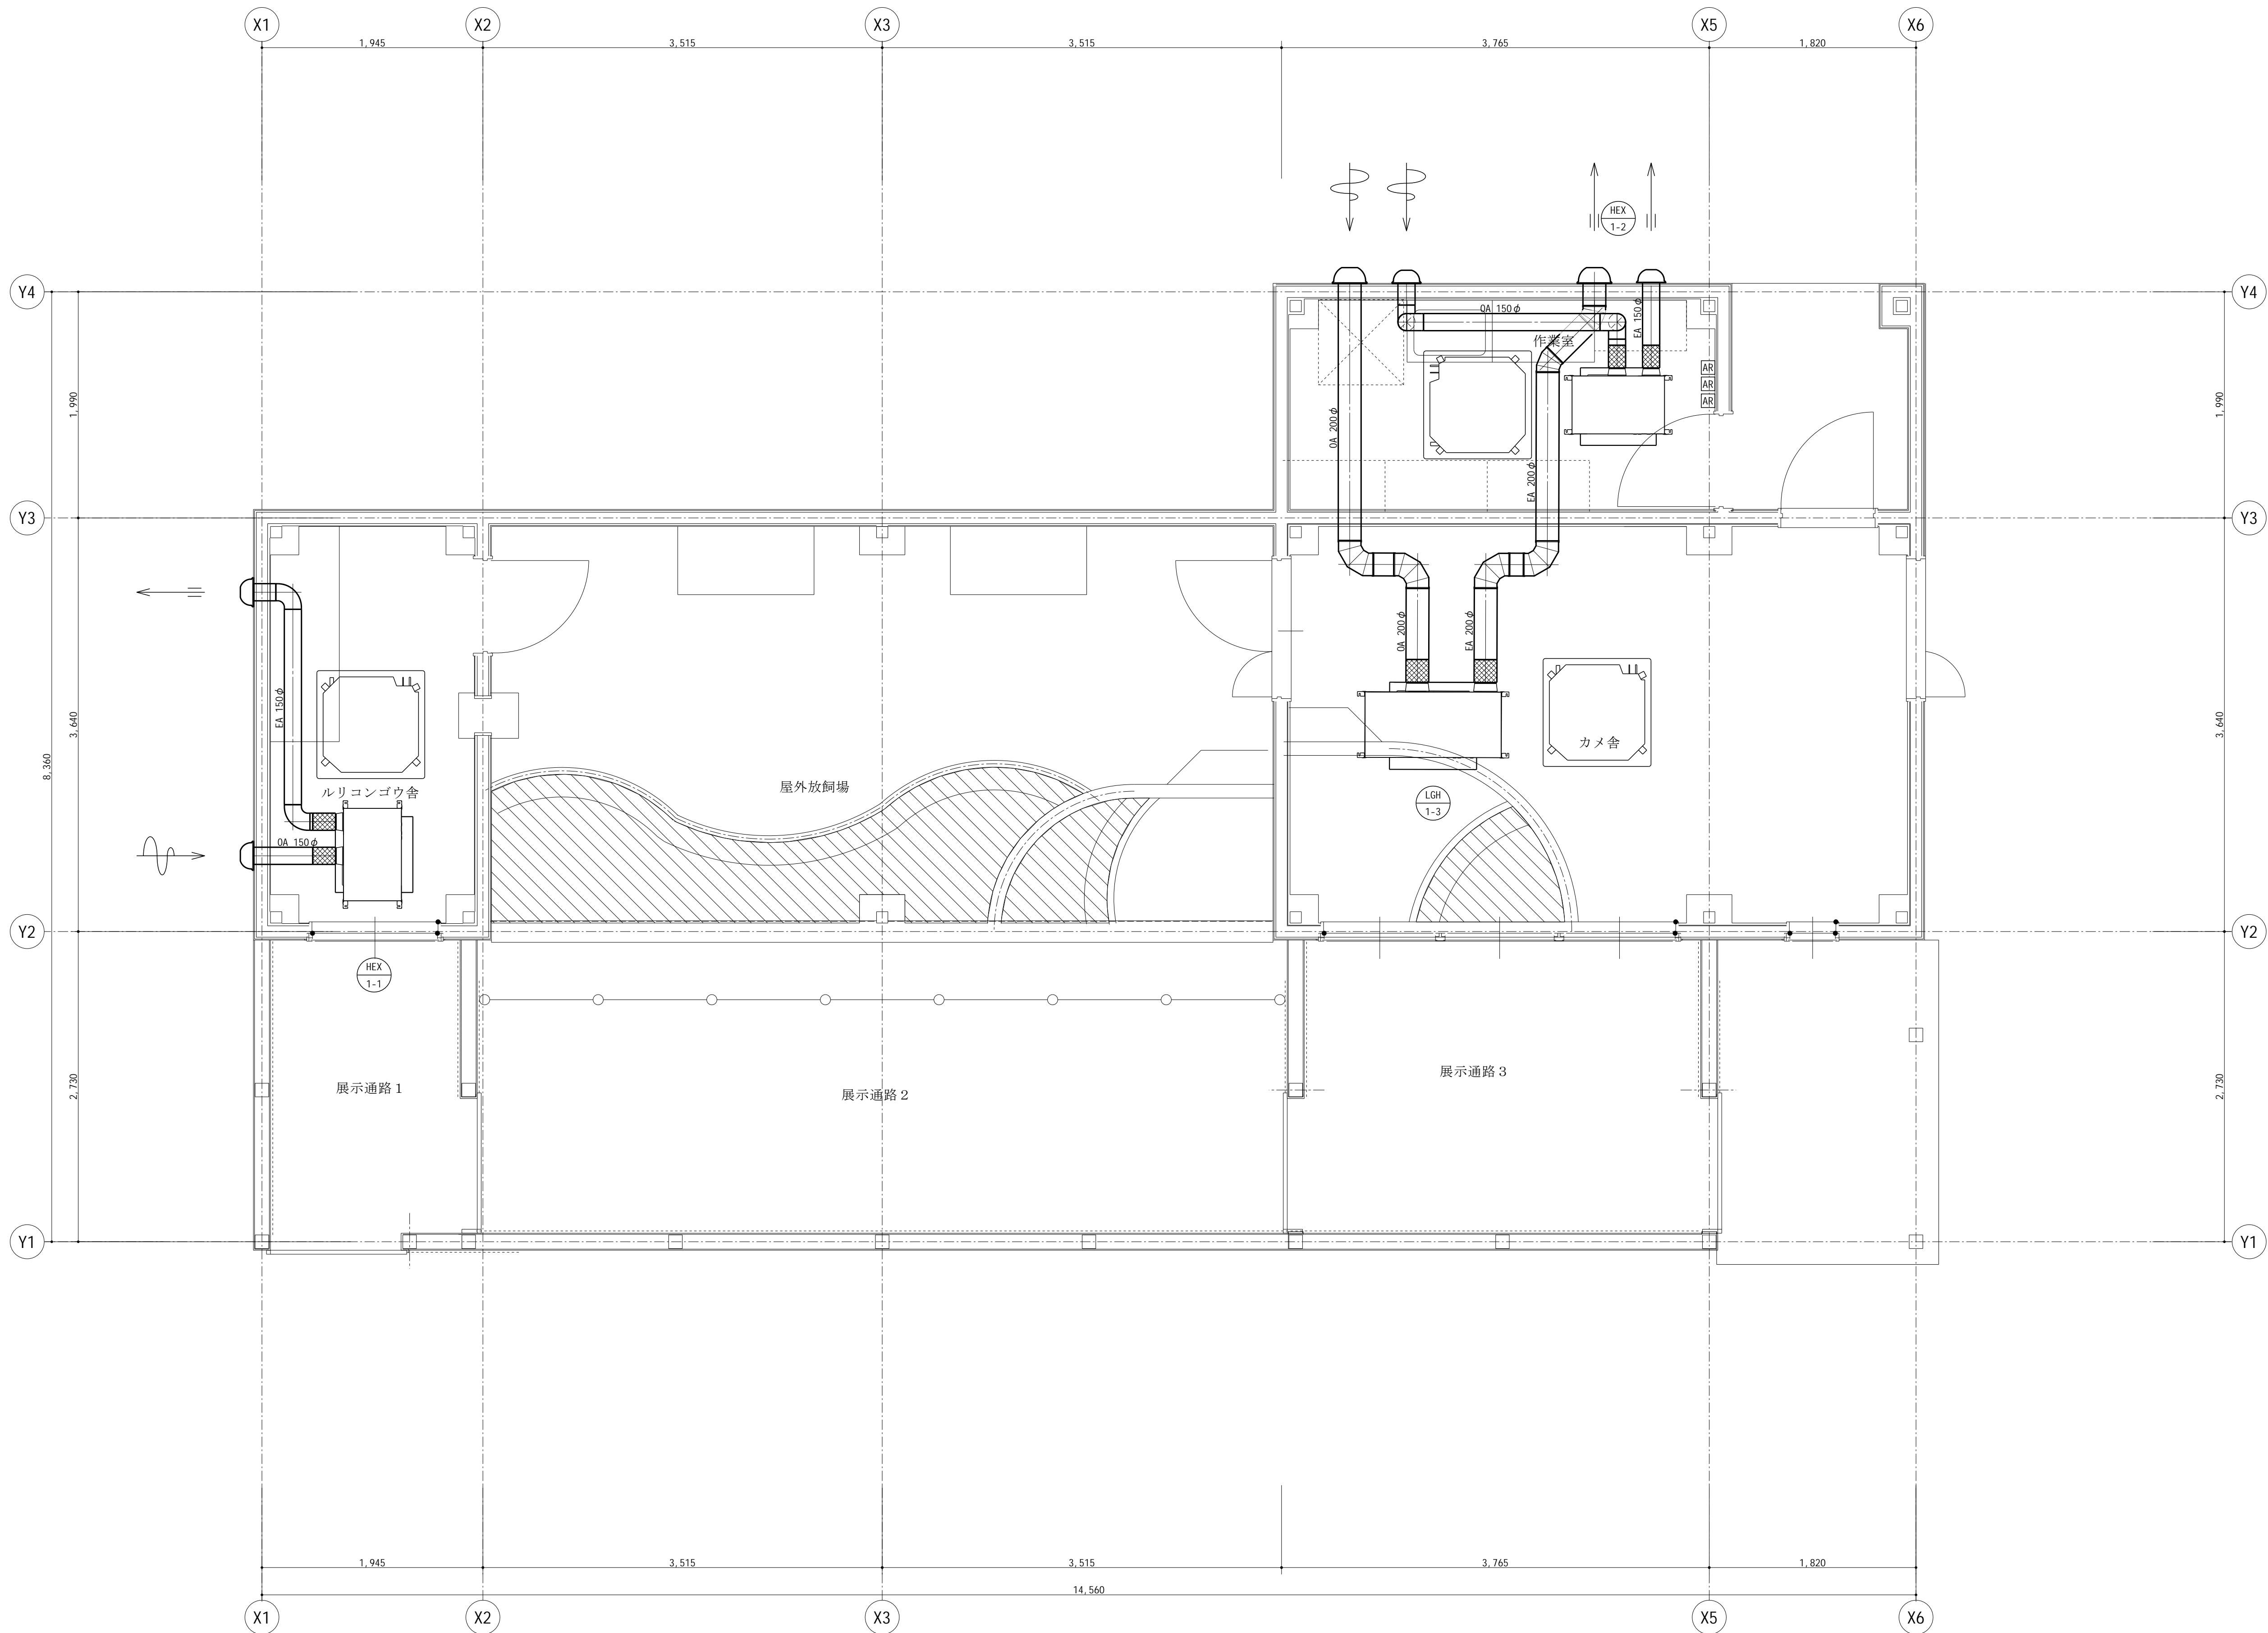 X1 X2 X3 X5 X6
1,945 3,515 3,515 3,765 1,820
HEX
1-2
Y4 Y4
OA 150φ
EA 150φ
作業室
AR
AR
AR
1,990 1,990
OA 200φ
EA 200φ
Y3 Y3
OA 200φ
EA 200φ
EA 150φ
3,640 3,640
カメ舎
8,360
屋外放飼場
ルリコンゴウ舎
LGH
1-3
OA 150φ
Y2 Y2
HEX
1-1
展示通路3
2,730 2,730
展示通路1
展示通路2
Y1 Y1
1,945 3,515 3,515 3,765 1,820
14,560
X1 X2 X3 X5 X6